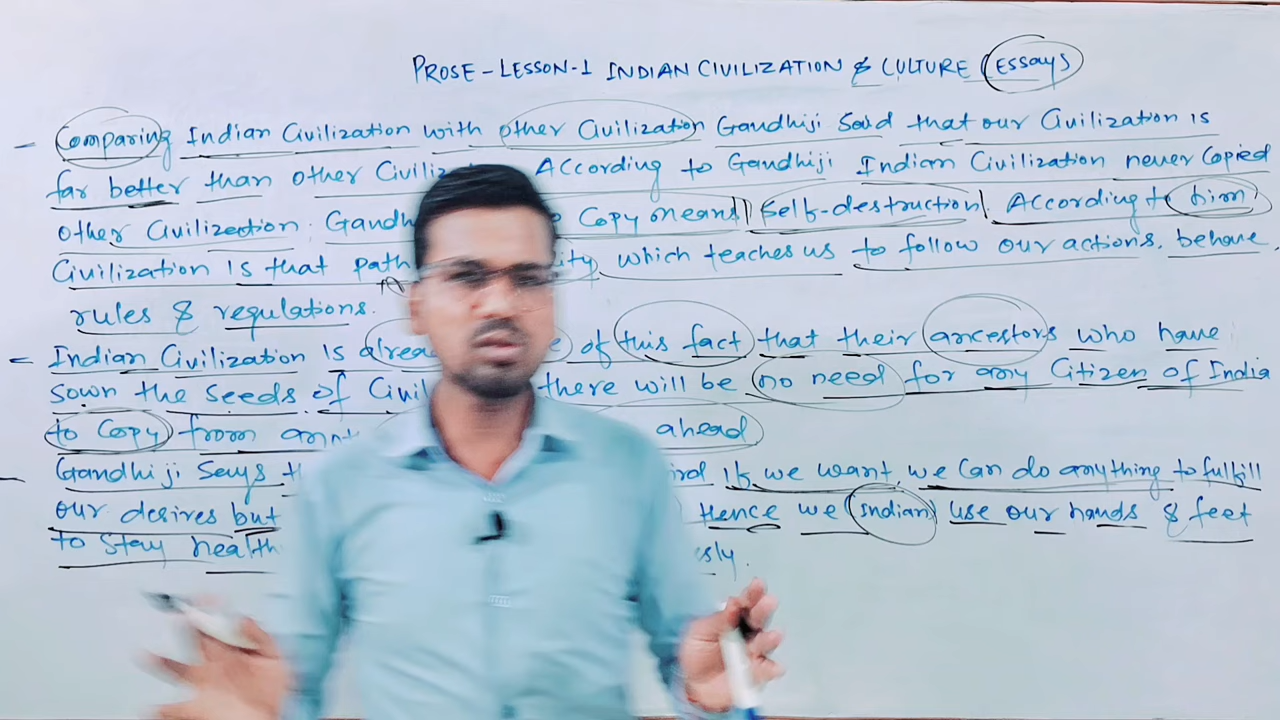 PROSE - LESSON-1 INDIAN CIVILIZATION & CULTURE (ESSAYS)
- Comparing Indian Civilization with other Civilization Gandhiji Said that our Civilization is
far better than other According to Gandhiji Indian Civilization never Copied
other Civilization. Copy means "Self-destruction". According to him
Civilization is that which teaches us to follow our actions, behave
rules & regulations.
- Indian Civilization is of this fact that their ancestors who have
sown the seeds of there will be no need for any Citizen of India
to Copy from ahead
- Gandhiji Says If we want, we can do anything to fulfill
our desires but Hence we Indian use our hands & feet
to stay